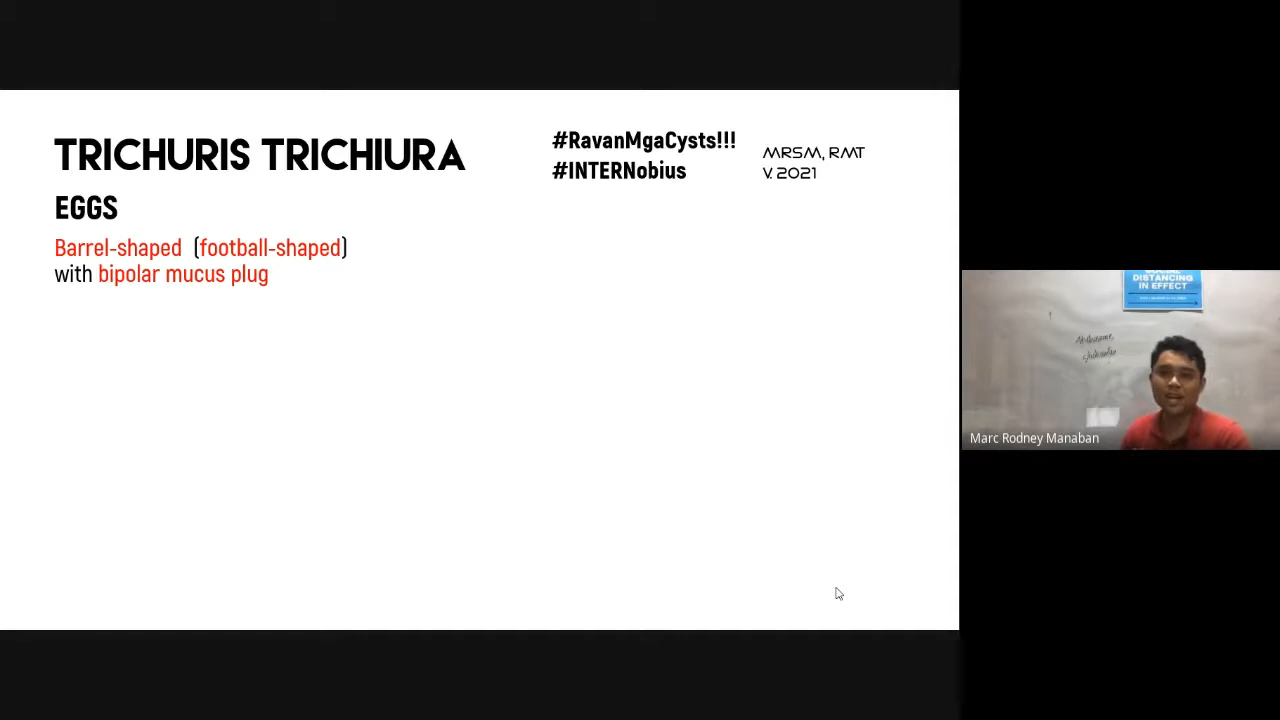 TRICHURIS TRICHIURA
EGGS
Barrel-shaped (football-shaped)
with bipolar mucus plug
#RavanMgaCysts!!!
#INTERNobius
MRSM, RMT
V. 2021
DISTANCING
IN EFFECT
Marc Rodney Manaban